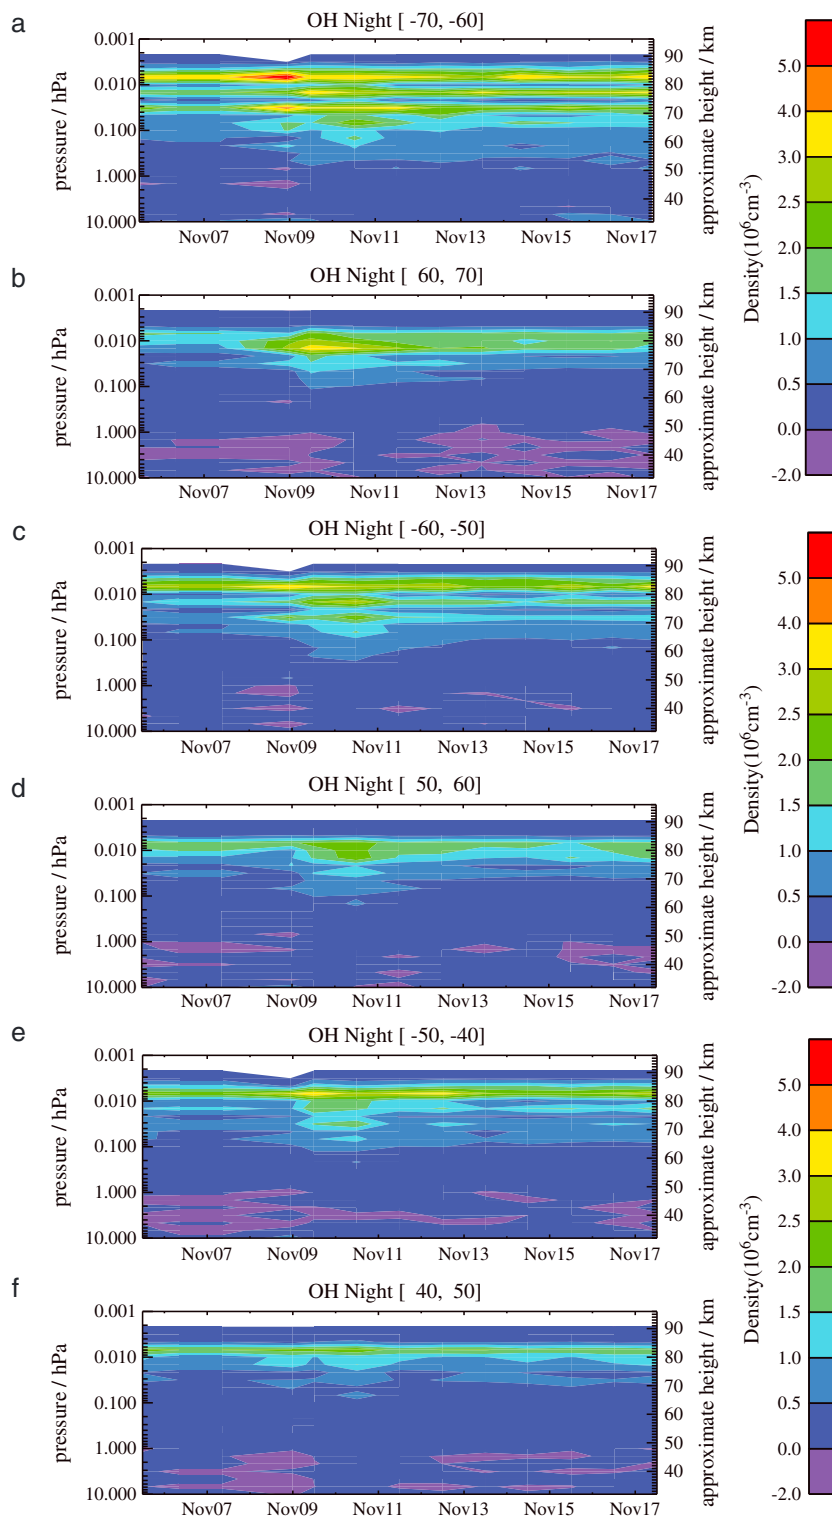 a
OH Night [ -70, -60]
0.001
0.010
0.100
1.000
10.000
pressure / hPa
90
80
70
60
50
40
approximate height / km
Nov07 Nov09 Nov11 Nov13 Nov15 Nov17
b
OH Night [ 60, 70]
0.001
0.010
0.100
1.000
10.000
pressure / hPa
90
80
70
60
50
40
approximate height / km
Nov07 Nov09 Nov11 Nov13 Nov15 Nov17
5.0
4.0
3.0
2.5
2.0
1.5
1.0
0.5
0.0
-2.0
Density(10⁶cm⁻³)
c
OH Night [ -60, -50]
0.001
0.010
0.100
1.000
10.000
pressure / hPa
90
80
70
60
50
40
approximate height / km
Nov07 Nov09 Nov11 Nov13 Nov15 Nov17
d
OH Night [ 50, 60]
0.001
0.010
0.100
1.000
10.000
pressure / hPa
90
80
70
60
50
40
approximate height / km
Nov07 Nov09 Nov11 Nov13 Nov15 Nov17
5.0
4.0
3.0
2.5
2.0
1.5
1.0
0.5
0.0
-2.0
Density(10⁶cm⁻³)
e
OH Night [ -50, -40]
0.001
0.010
0.100
1.000
10.000
pressure / hPa
90
80
70
60
50
40
approximate height / km
Nov07 Nov09 Nov11 Nov13 Nov15 Nov17
f
OH Night [ 40, 50]
0.001
0.010
0.100
1.000
10.000
pressure / hPa
90
80
70
60
50
40
approximate height / km
Nov07 Nov09 Nov11 Nov13 Nov15 Nov17
5.0
4.0
3.0
2.5
2.0
1.5
1.0
0.5
0.0
-2.0
Density(10⁶cm⁻³)